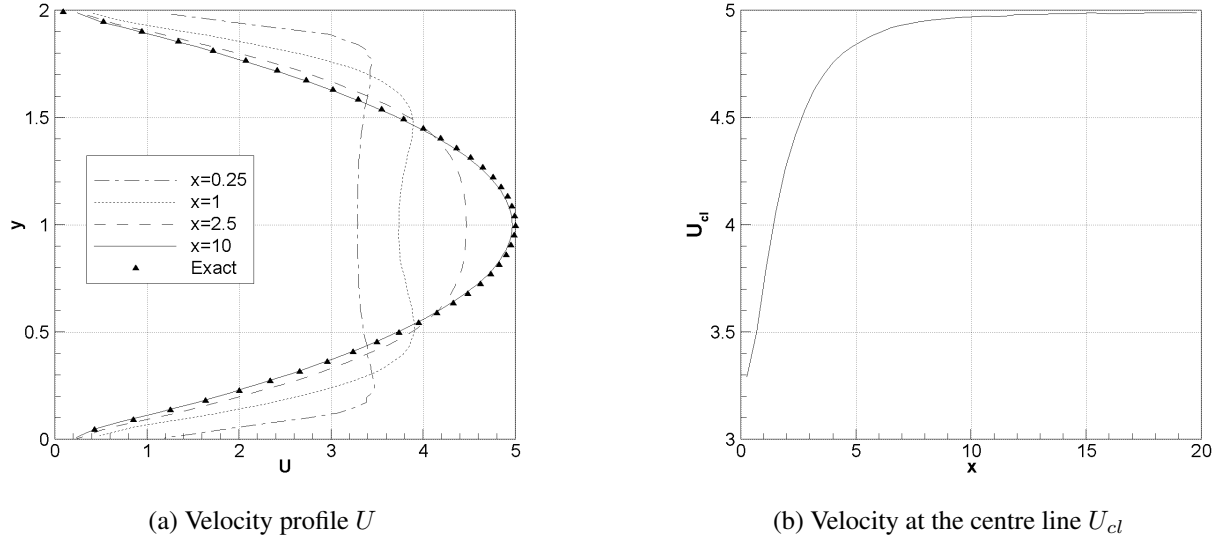 2
1.5
1
0.5
0
y
x=0.25
x=1
x=2.5
x=10
Exact
0 1 2 3 4 5
U
(a) Velocity profile U
5
4.5
4
3.5
3
U_cl
0 5 10 15 20
x
(b) Velocity at the centre line U_cl